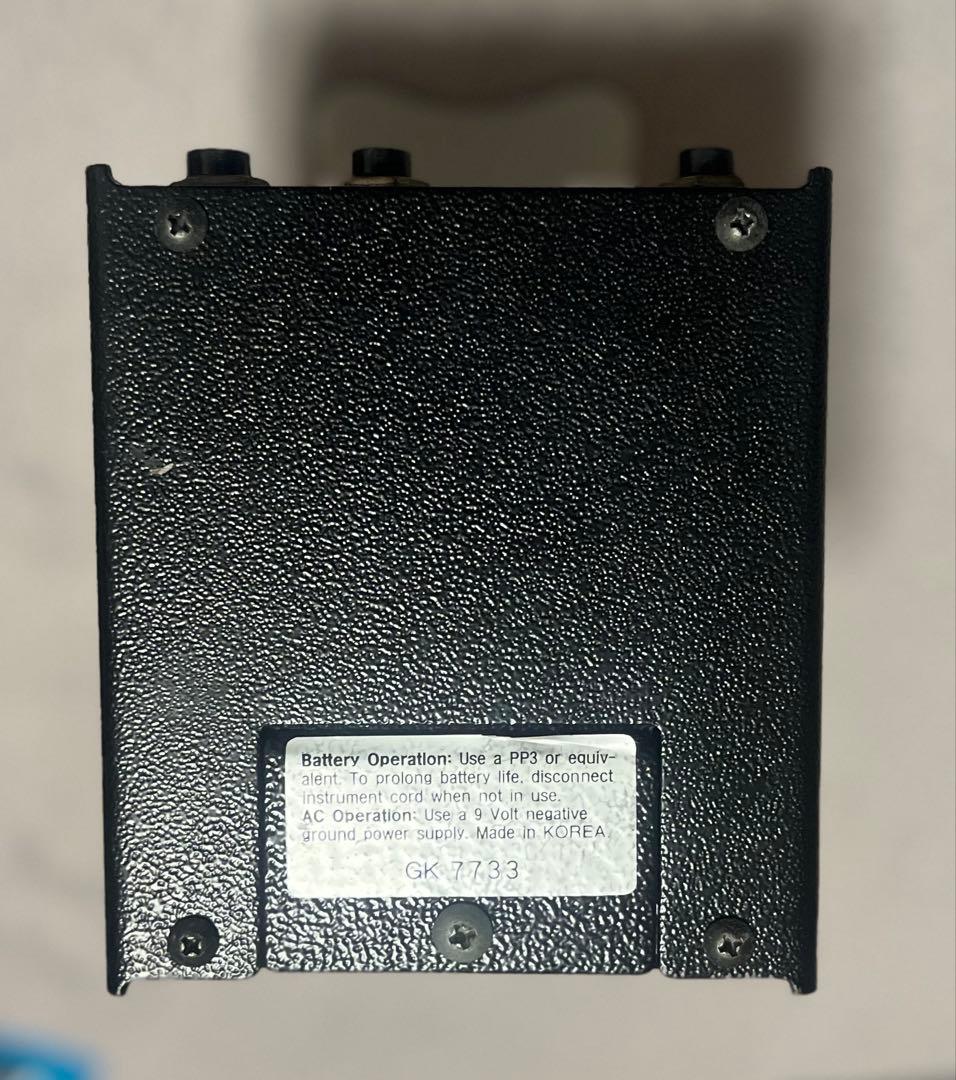 Battery Operation: Use a PP3 or equiv-
alent. To prolong battery life, disconnect
instrument cord when not in use.
AC Operation: Use a 9 Volt negative
ground power supply. Made in KOREA.
GK 7733